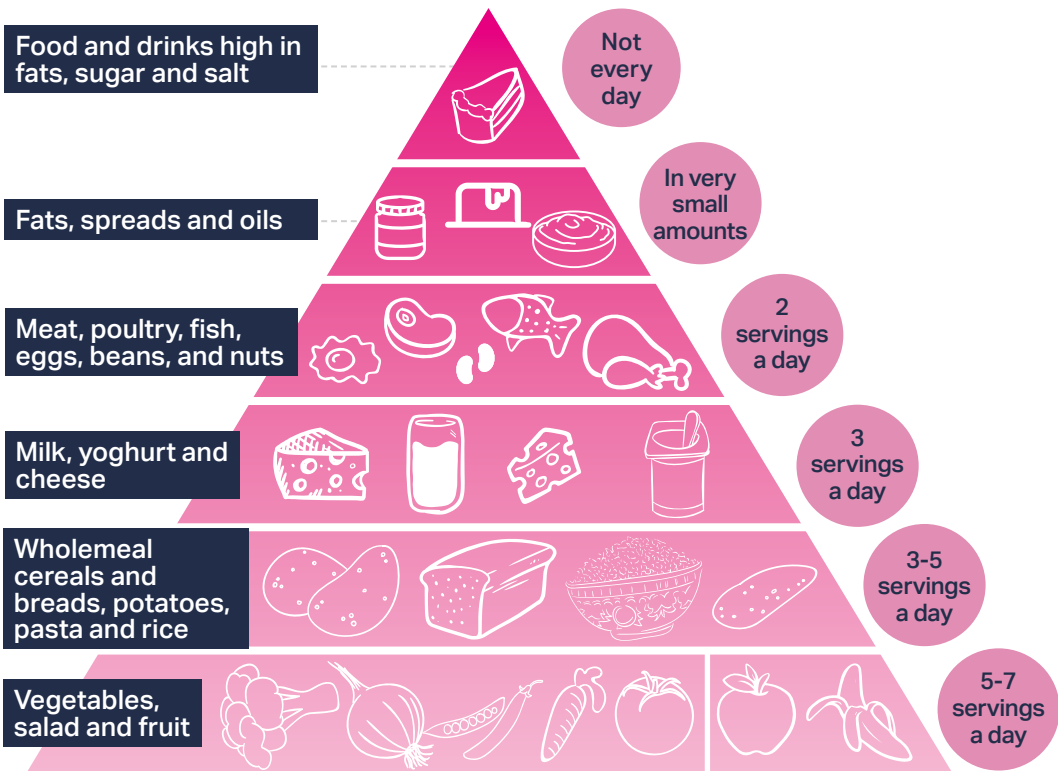 Food and drinks high in
fats, sugar and salt
Not
every
day
Fats, spreads and oils
In very
small
amounts
Meat, poultry, fish,
eggs, beans, and nuts
2
servings
a day
Milk, yoghurt and
cheese
3
servings
a day
Wholemeal
cereals and
breads, potatoes,
pasta and rice
3-5
servings
a day
Vegetables,
salad and fruit
5-7
servings
a day